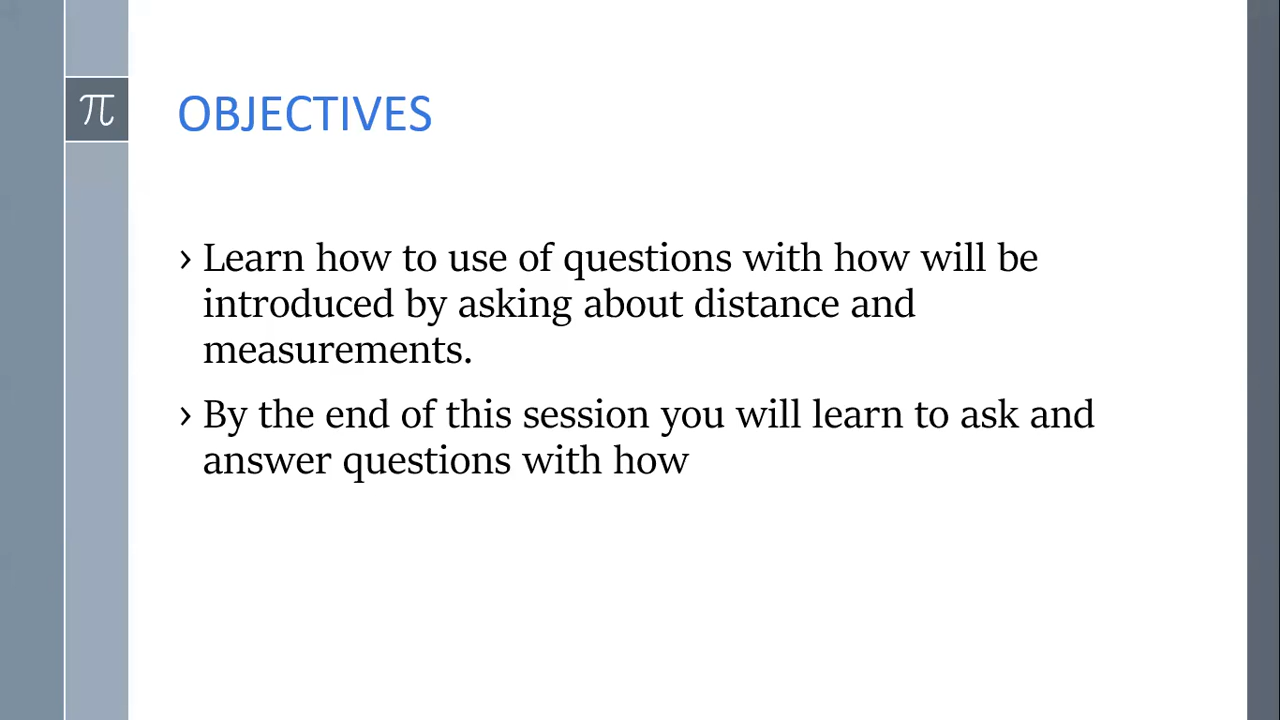 π
OBJECTIVES
› Learn how to use of questions with how will be
introduced by asking about distance and
measurements.
› By the end of this session you will learn to ask and
answer questions with how